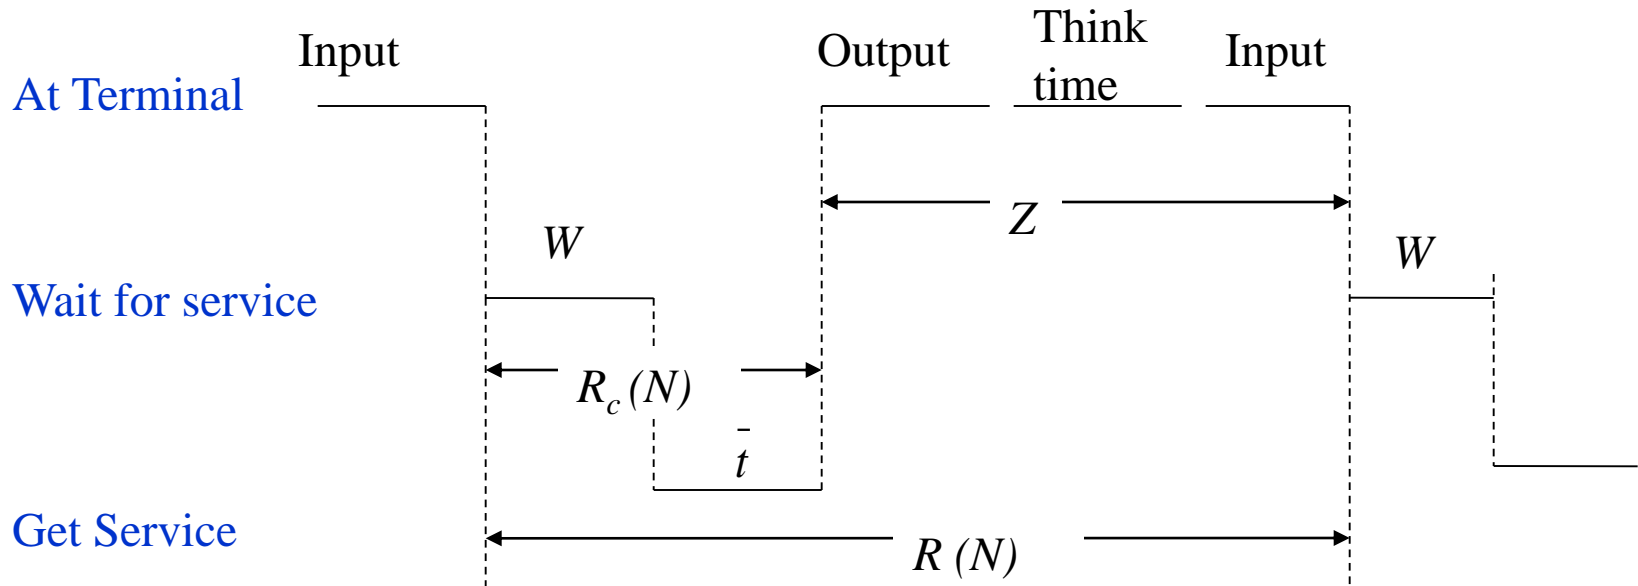 Input
Output
Think
time
Input
At Terminal
Z
W
W
Wait for service
R_c (N)
t̄
Get Service
R (N)